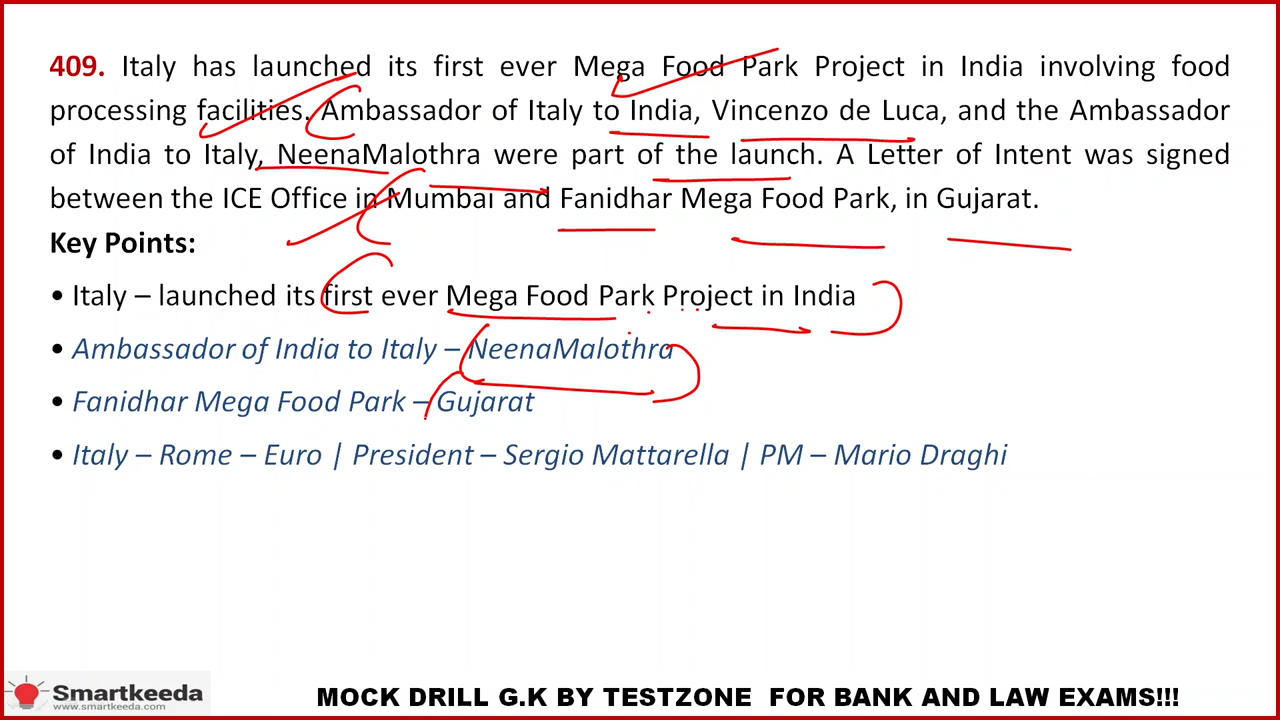 409. Italy has launched its first ever Mega Food Park Project in India involving food
processing facilities. Ambassador of Italy to India, Vincenzo de Luca, and the Ambassador
of India to Italy, NeenaMalothra were part of the launch. A Letter of Intent was signed
between the ICE Office in Mumbai and Fanidhar Mega Food Park, in Gujarat.
Key Points:
• Italy – launched its first ever Mega Food Park Project in India
• Ambassador of India to Italy – NeenaMalothra
• Fanidhar Mega Food Park – Gujarat
• Italy – Rome – Euro | President – Sergio Mattarella | PM – Mario Draghi
Smartkeeda
www.smartkeeda.com
MOCK DRILL G.K BY TESTZONE FOR BANK AND LAW EXAMS!!!